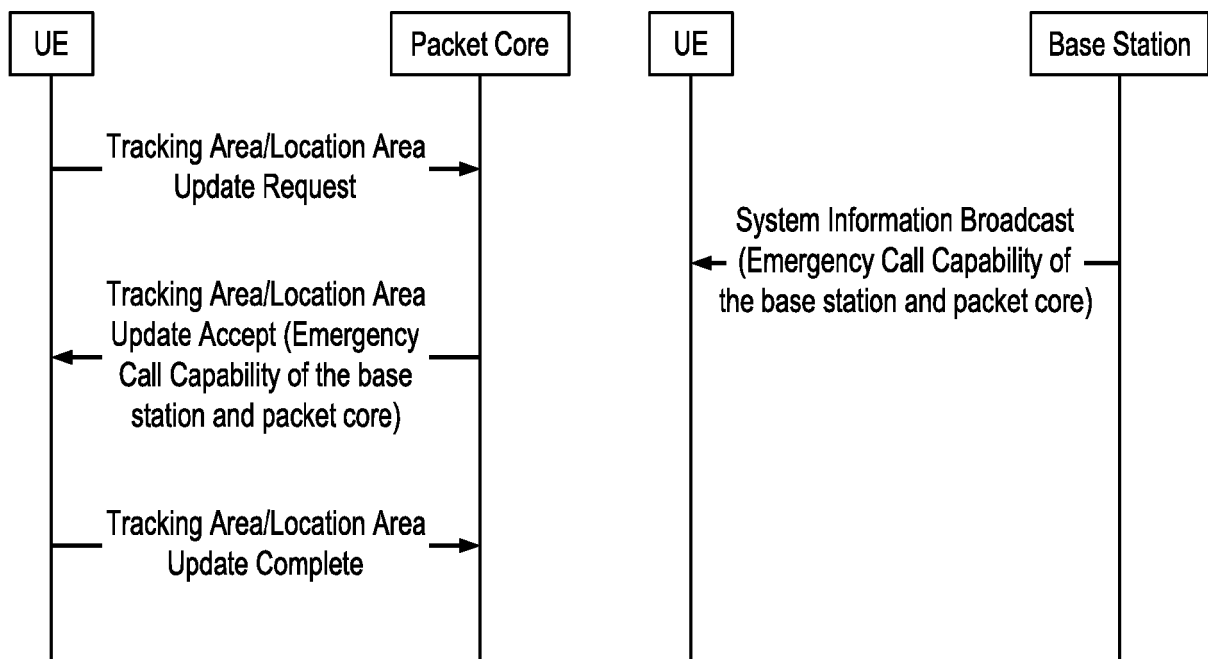 UE
Packet Core
Tracking Area/Location Area
Update Request
Tracking Area/Location Area
Update Accept (Emergency
Call Capability of the base
station and packet core)
Tracking Area/Location Area
Update Complete
UE
Base Station
System Information Broadcast
(Emergency Call Capability of
the base station and packet core)